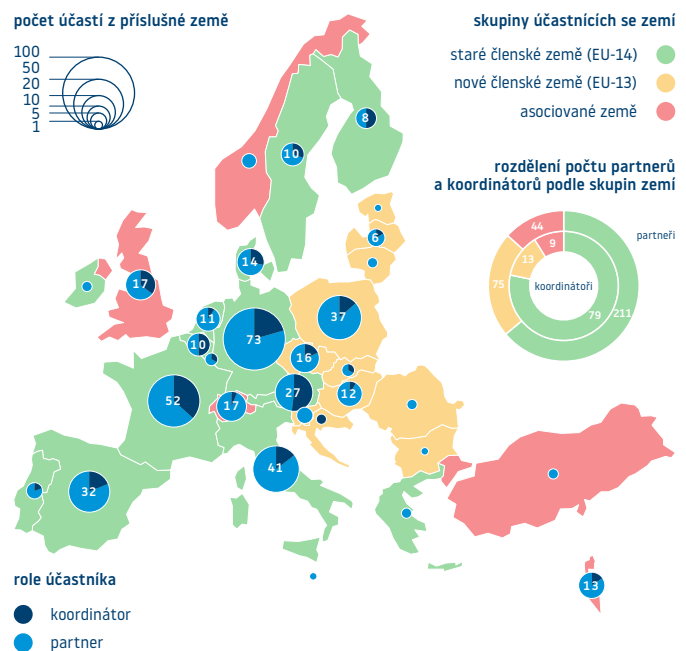 počet účastí z příslušné země
100
50
20
10
5
1
skupiny účastnících se zemí
staré členské země (EU-14)
nové členské země (EU-13)
asociované země
rozdělení počtu partnerů
a koordinátorů podle skupin zemí
partneři
44
9
13
75
koordinátoři
79
211
8
10
6
14
17
11
37
10
73
16
27
12
52
17
41
32
13
role účastníka
koordinátor
partner